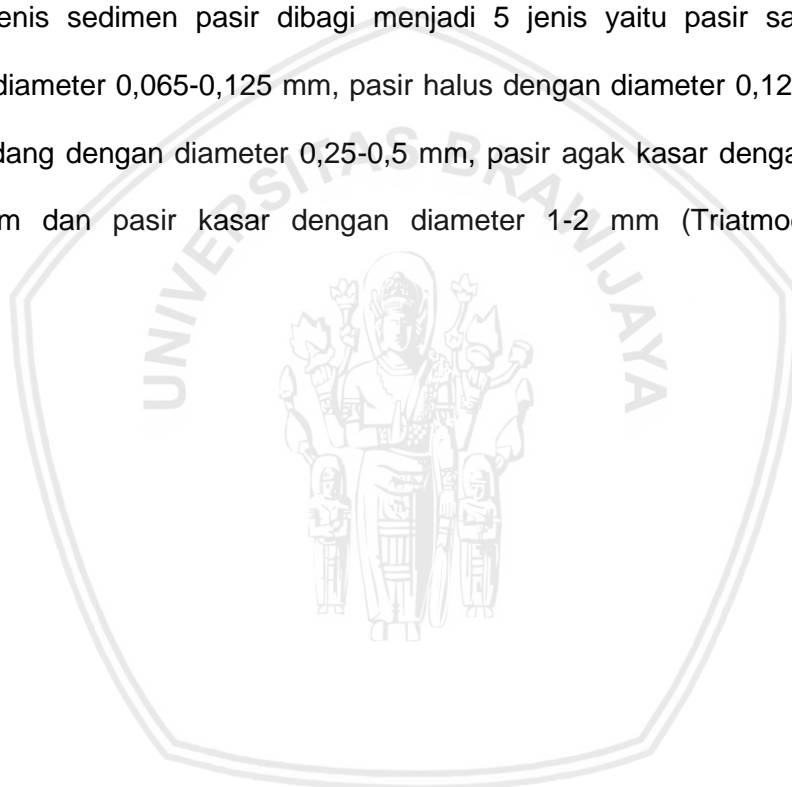 enis sedimen pasir dibagi menjadi 5 jenis yaitu pasir sa
diameter 0,065-0,125 mm, pasir halus dengan diameter 0,12
dang dengan diameter 0,25-0,5 mm, pasir agak kasar denga
m dan pasir kasar dengan diameter 1-2 mm (Triatmo
UNIVERSITAS BRAWIJAYA